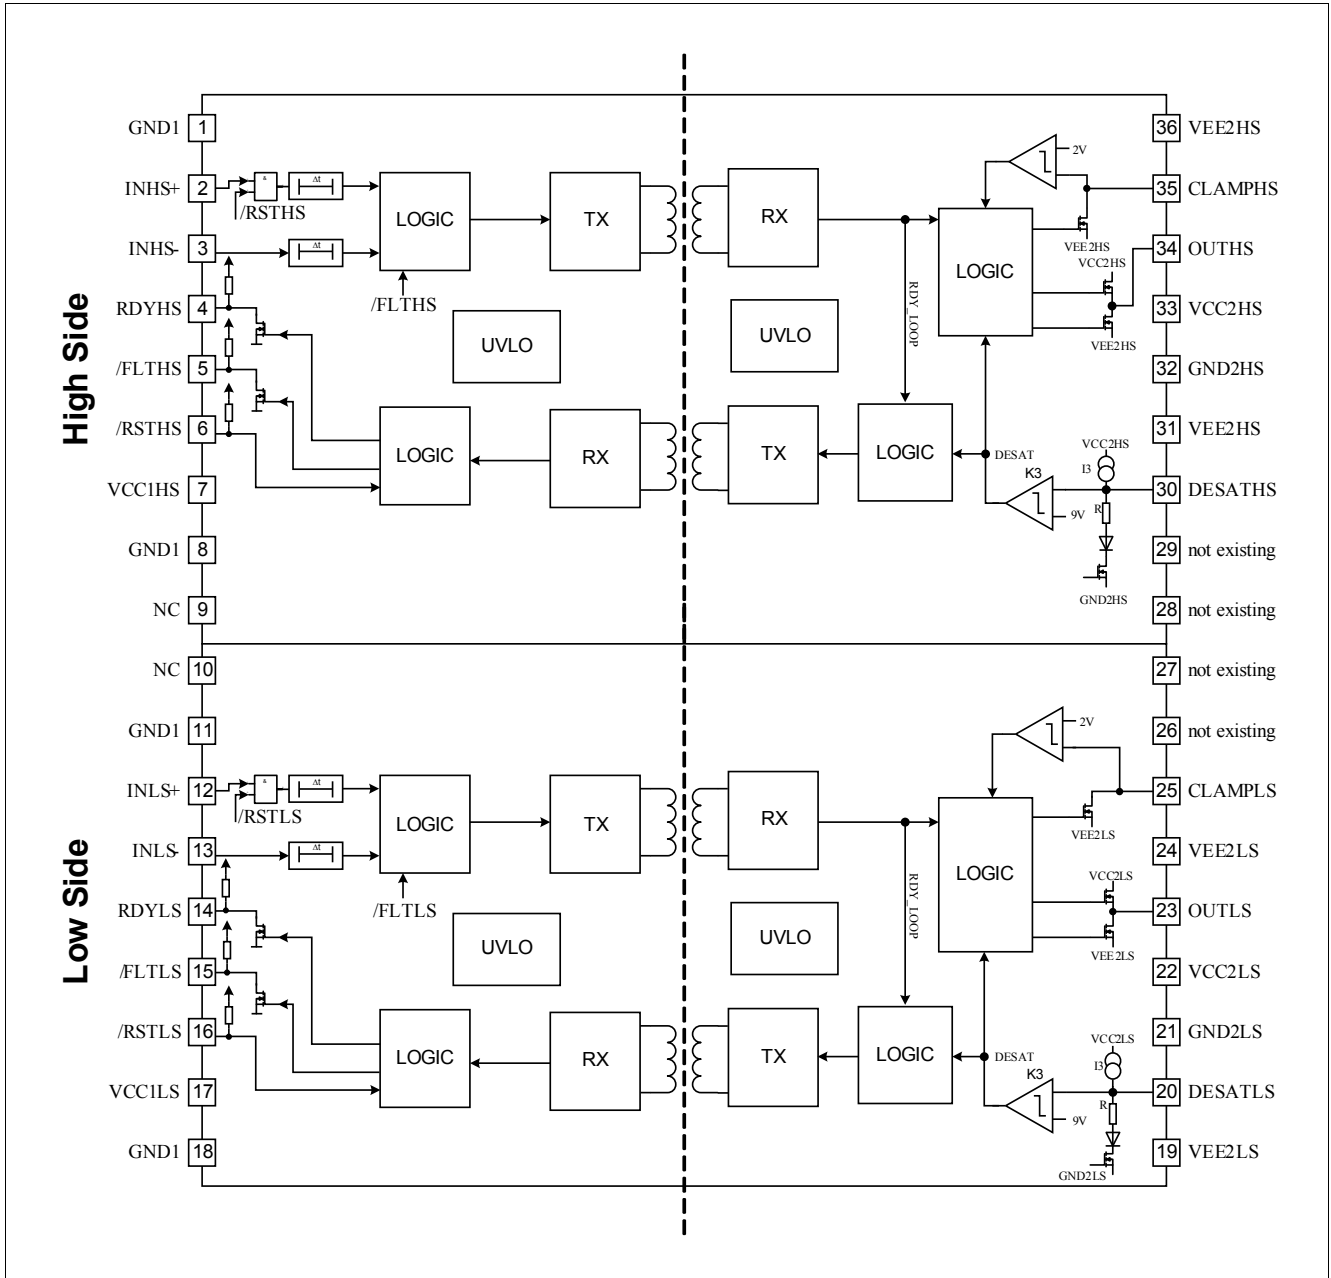 High Side
GND1 1
36 VEE2HS
2V
INHS+ 2
& Δt
/RSTHS
LOGIC
TX
RX
35 CLAMPHS
VEE2HS
INHS- 3
Δt
34 OUTHS
VCC2HS
LOGIC
/FLTHS
RDYHS 4
UVLO
UVLO
RDY_LOOP
33 VCC2HS
VEE2HS
/FLTHS 5
32 GND2HS
/RSTHS 6
LOGIC
RX
TX
LOGIC
DESAT
31 VEE2HS
VCC2HS
I3
K3
VCC1HS 7
30 DESATHS
R
9V
GND1 8
29 not existing
GND2HS
NC 9
28 not existing
Low Side
NC 10
27 not existing
GND1 11
26 not existing
2V
INLS+ 12
& Δt
/RSTLS
LOGIC
TX
RX
25 CLAMPLS
VEE2LS
INLS- 13
Δt
24 VEE2LS
LOGIC
VCC2LS
/FLTLS
RDYLS 14
23 OUTLS
UVLO
UVLO
RDY_LOOP
VEE2LS
/FLTLS 15
22 VCC2LS
/RSTLS 16
21 GND2LS
LOGIC
RX
TX
LOGIC
DESAT
VCC2LS
I3
K3
VCC1LS 17
20 DESATLS
R
9V
GND1 18
19 VEE2LS
GND2LS